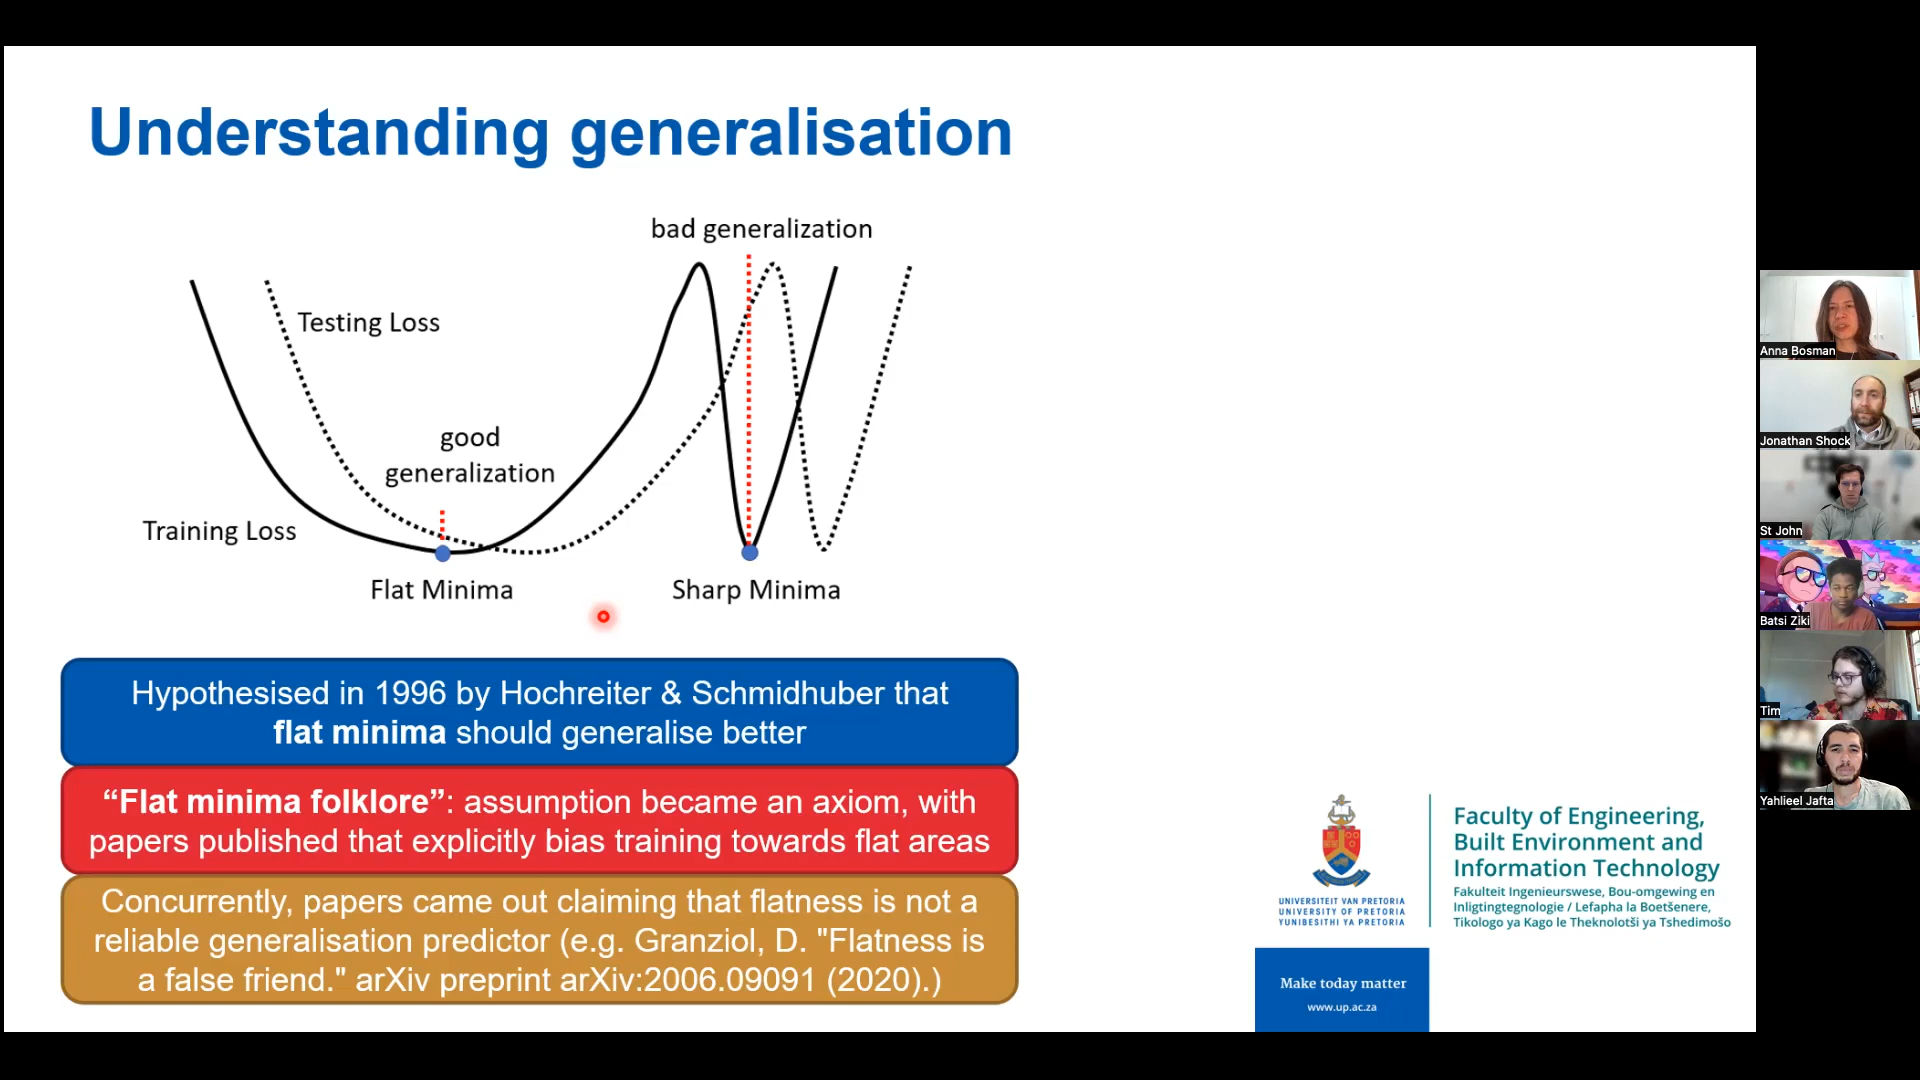 Understanding generalisation
bad generalization
Testing Loss
good
generalization
Training Loss
Flat Minima
Sharp Minima
Hypothesised in 1996 by Hochreiter & Schmidhuber that
flat minima should generalise better
“Flat minima folklore”: assumption became an axiom, with
papers published that explicitly bias training towards flat areas
Concurrently, papers came out claiming that flatness is not a
reliable generalisation predictor (e.g. Granziol, D. "Flatness is
a false friend." arXiv preprint arXiv:2006.09091 (2020).)
UNIVERSITEIT VAN PRETORIA
UNIVERSITY OF PRETORIA
YUNIBESITHI YA PRETORIA
Faculty of Engineering,
Built Environment and
Information Technology
Fakulteit Ingenieurswese, Bou-omgewing en
Inligtingtegnologie / Lefapha la Boetšenere,
Tikologo ya Kago le Theknolotši ya Tshedimošo
Make today matter
www.up.ac.za
Anna Bosman
Jonathan Shock
St John
Batsi Ziki
Tim
Yahlieel Jafta